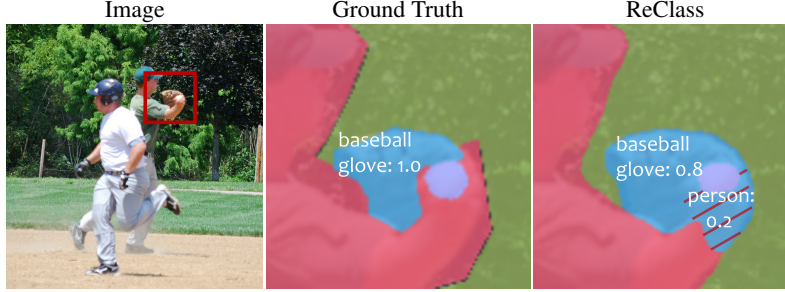 Image
Ground Truth
ReClass
baseball
glove: 1.0
baseball
glove: 0.8
person:
0.2